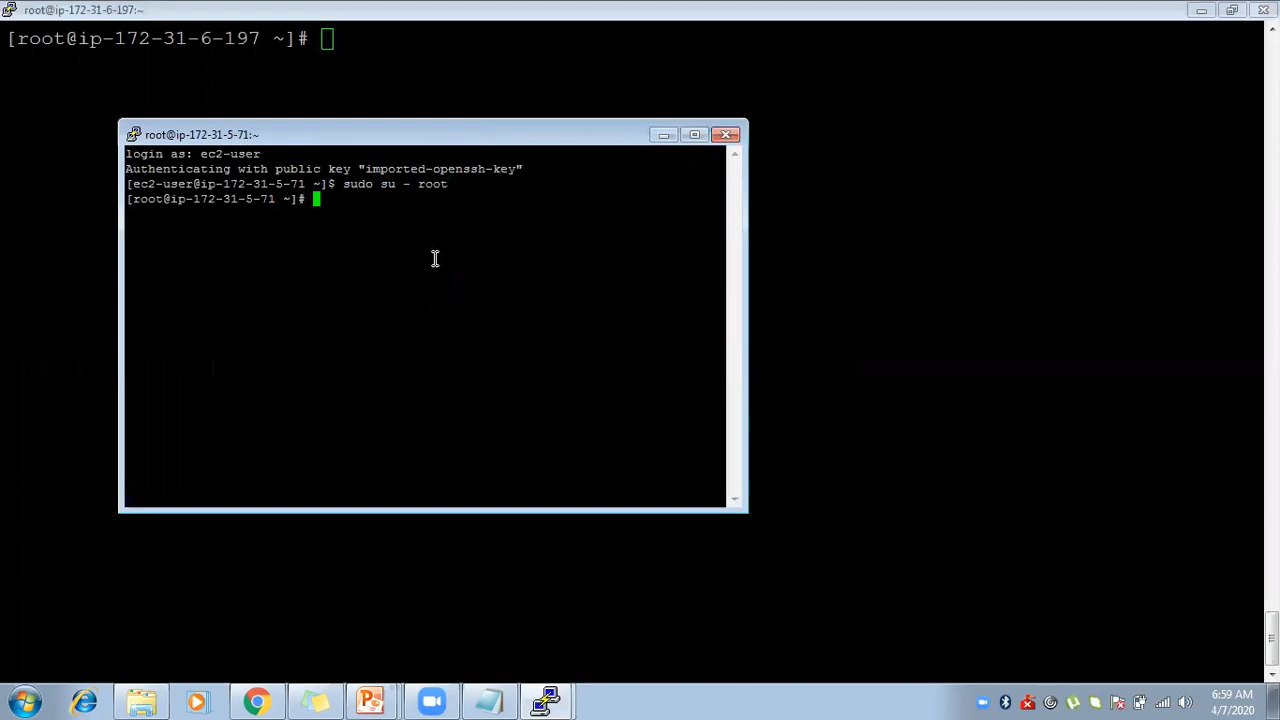 root@ip-172-31-6-197:~
[root@ip-172-31-6-197 ~]#
root@ip-172-31-5-71:~
login as: ec2-user
Authenticating with public key "imported-openssh-key"
[ec2-user@ip-172-31-5-71 ~]$ sudo su - root
[root@ip-172-31-5-71 ~]#
6:59 AM
4/7/2020